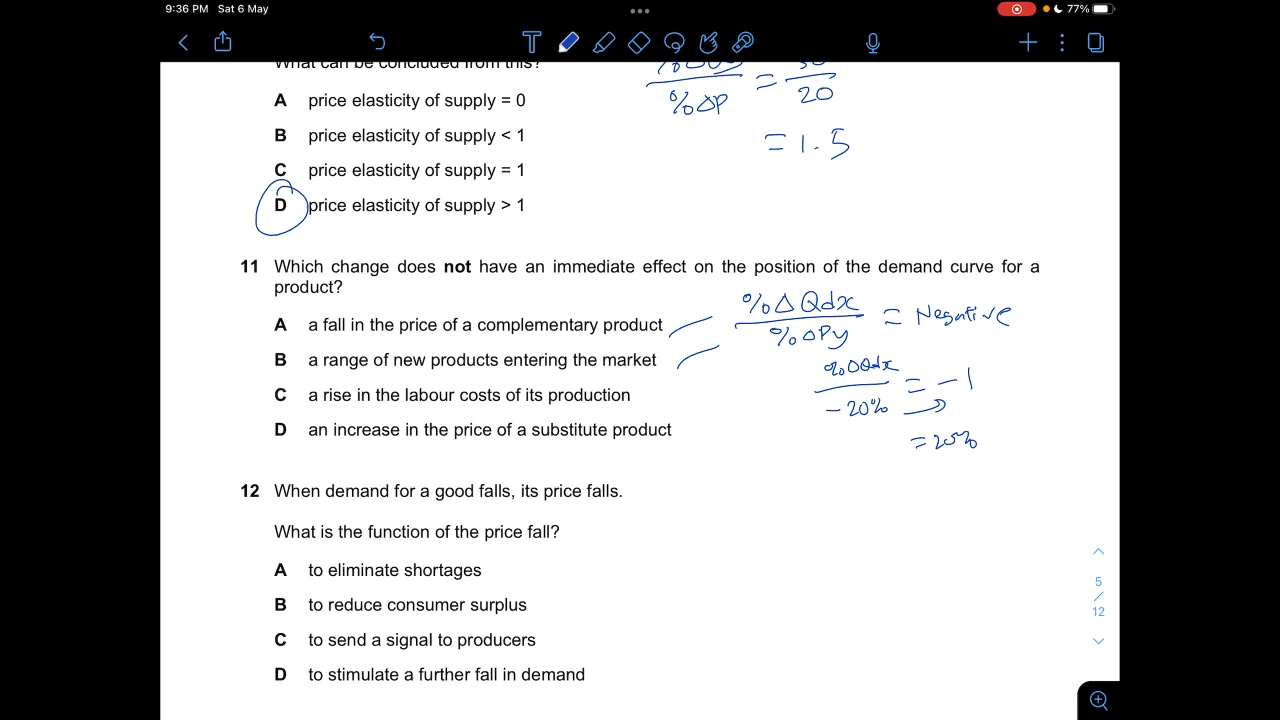 9:36 PM Sat 6 May
77%
T
What can be concluded from this?
A price elasticity of supply = 0
B price elasticity of supply < 1
C price elasticity of supply = 1
D price elasticity of supply > 1
%ΔP = 20
= 1.5
11 Which change does not have an immediate effect on the position of the demand curve for a
product?
A a fall in the price of a complementary product
B a range of new products entering the market
C a rise in the labour costs of its production
D an increase in the price of a substitute product
%ΔQdx
%ΔPy
= Negative
%ΔQdx
-20%
= -1
= 20%
12 When demand for a good falls, its price falls.
What is the function of the price fall?
A to eliminate shortages
B to reduce consumer surplus
C to send a signal to producers
D to stimulate a further fall in demand
5
/
12